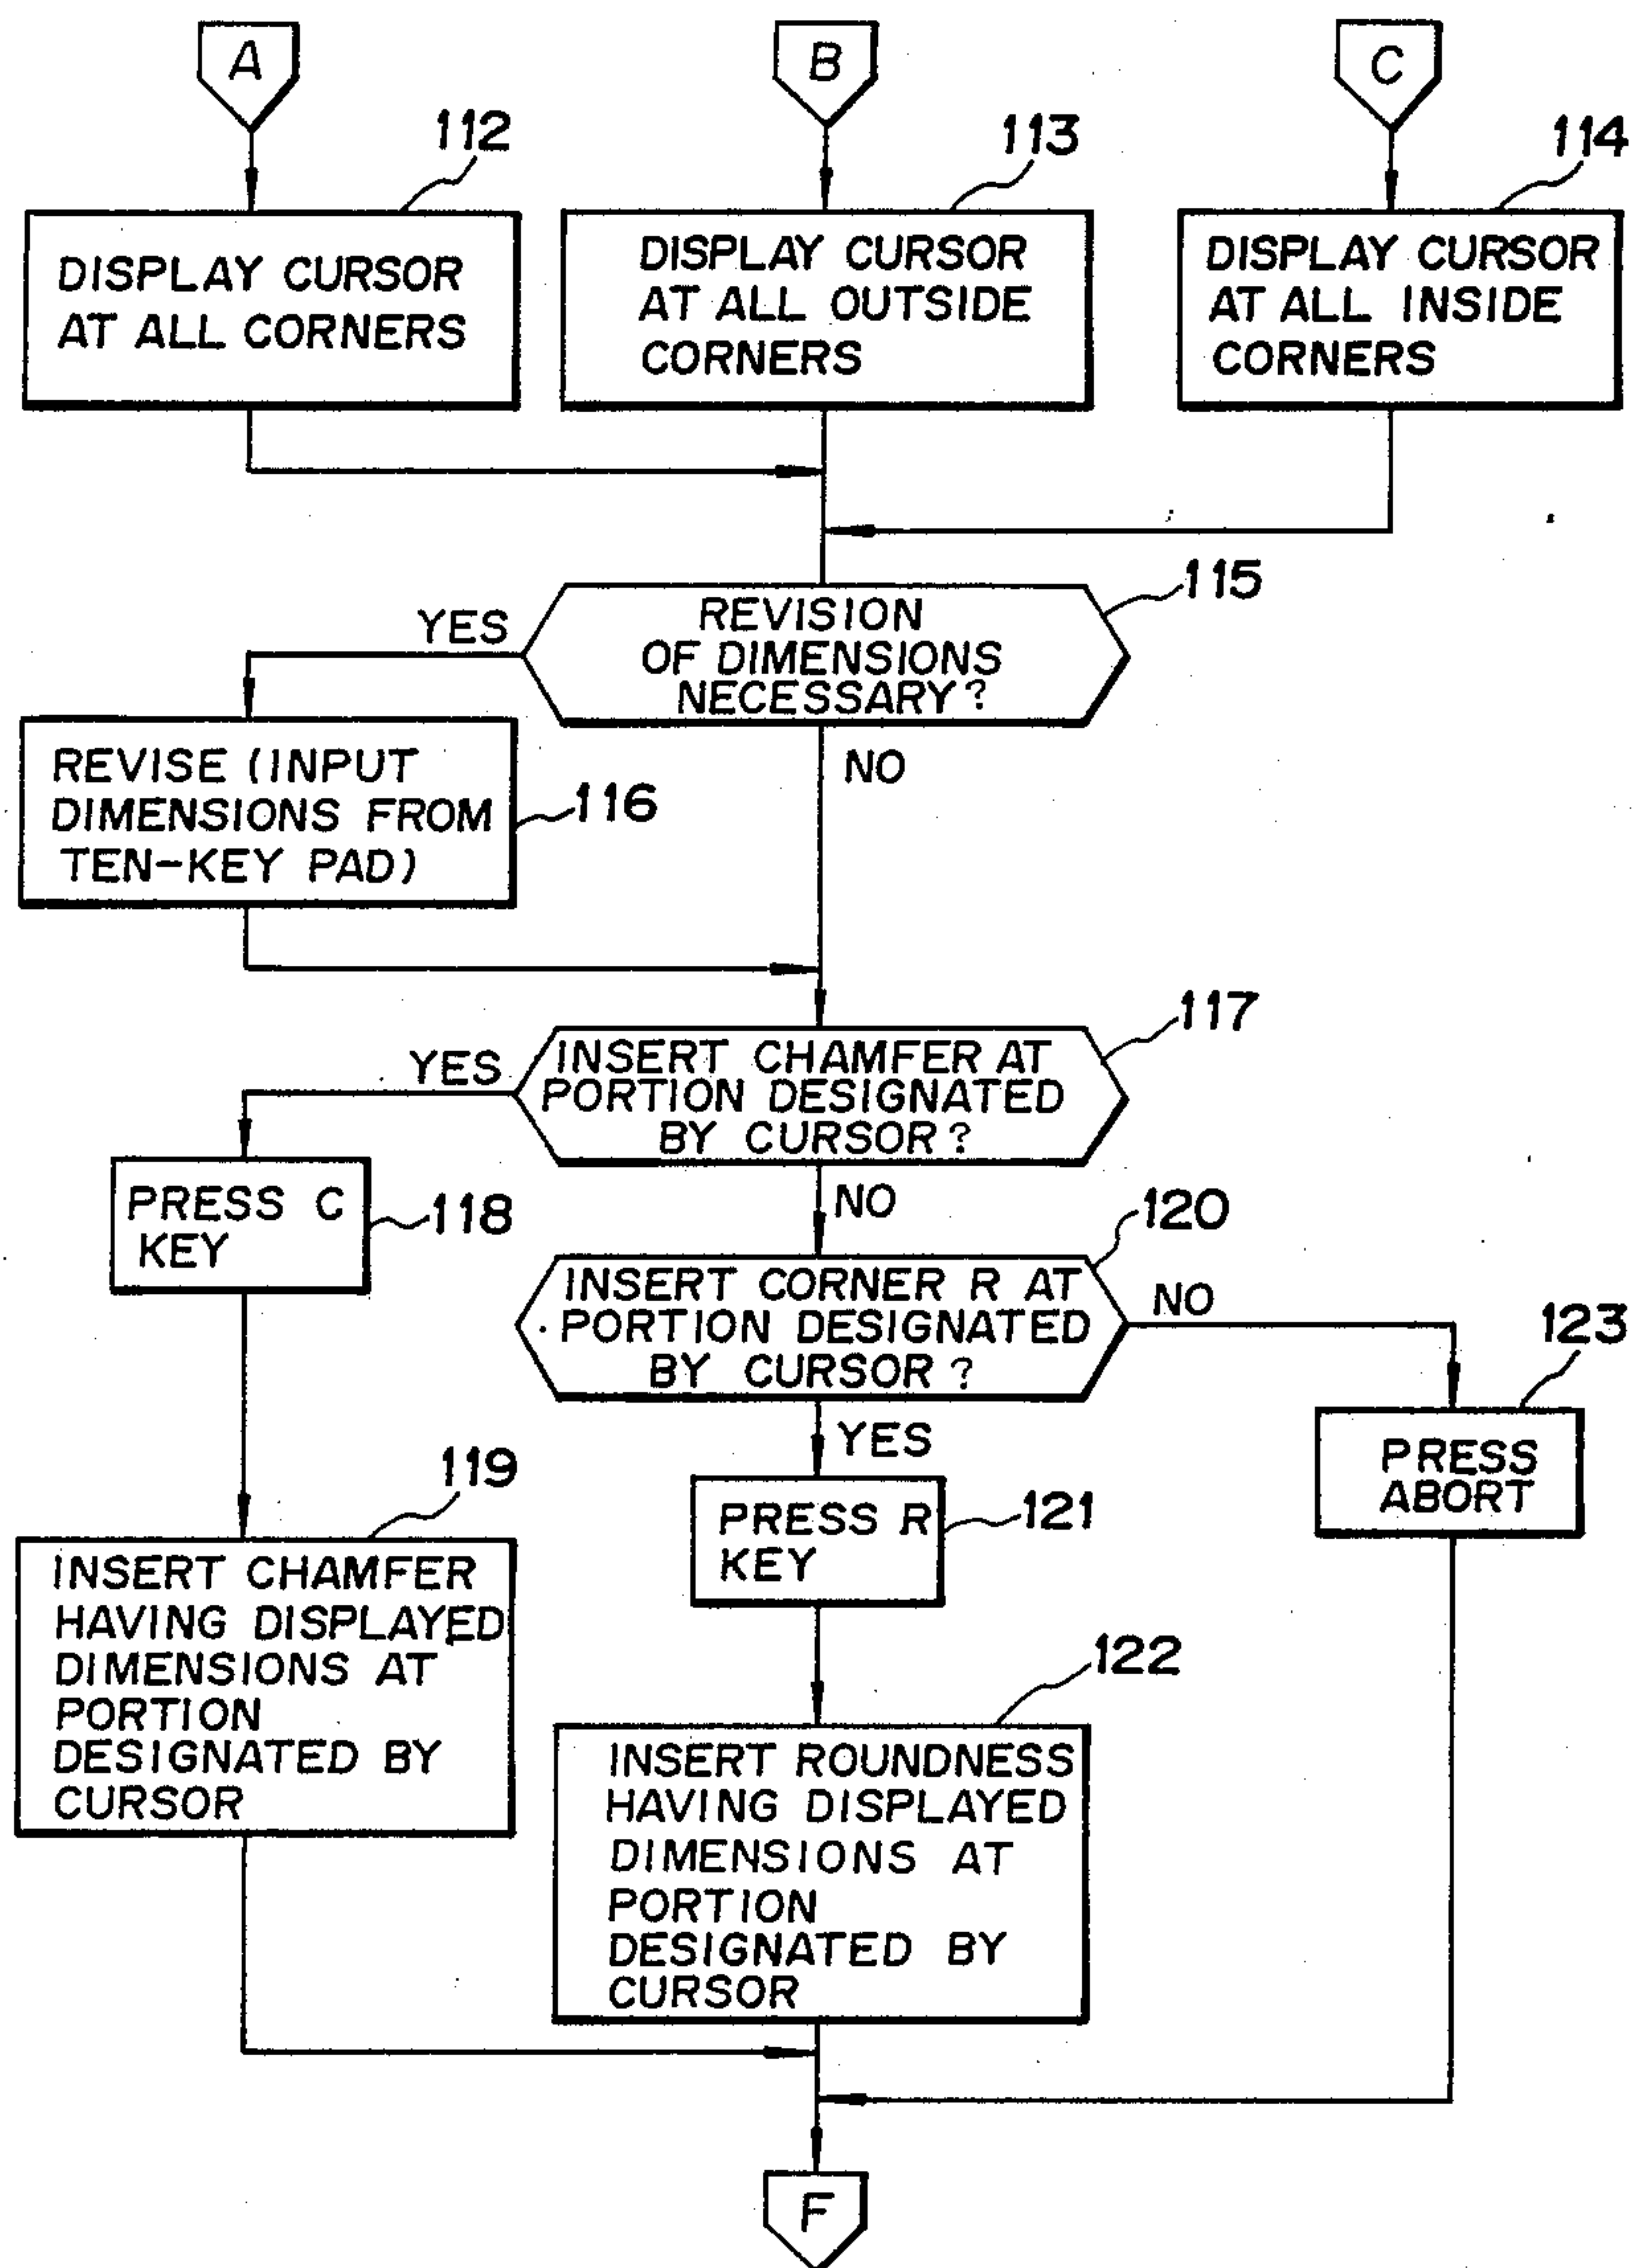 A
B
C
112
113
114
DISPLAY CURSOR
AT ALL CORNERS
DISPLAY CURSOR
AT ALL OUTSIDE
CORNERS
DISPLAY CURSOR
AT ALL INSIDE
CORNERS
115
YES
REVISION
OF DIMENSIONS
NECESSARY?
NO
REVISE (INPUT
DIMENSIONS FROM
TEN-KEY PAD)
116
117
YES
INSERT CHAMFER AT
PORTION DESIGNATED
BY CURSOR?
NO
PRESS C
KEY
118
120
INSERT CORNER R AT
PORTION DESIGNATED
BY CURSOR?
NO
YES
123
PRESS
ABORT
119
PRESS R
KEY
121
INSERT CHAMFER
HAVING DISPLAYED
DIMENSIONS AT
PORTION
DESIGNATED BY
CURSOR
122
INSERT ROUNDNESS
HAVING DISPLAYED
DIMENSIONS AT
PORTION
DESIGNATED BY
CURSOR
F